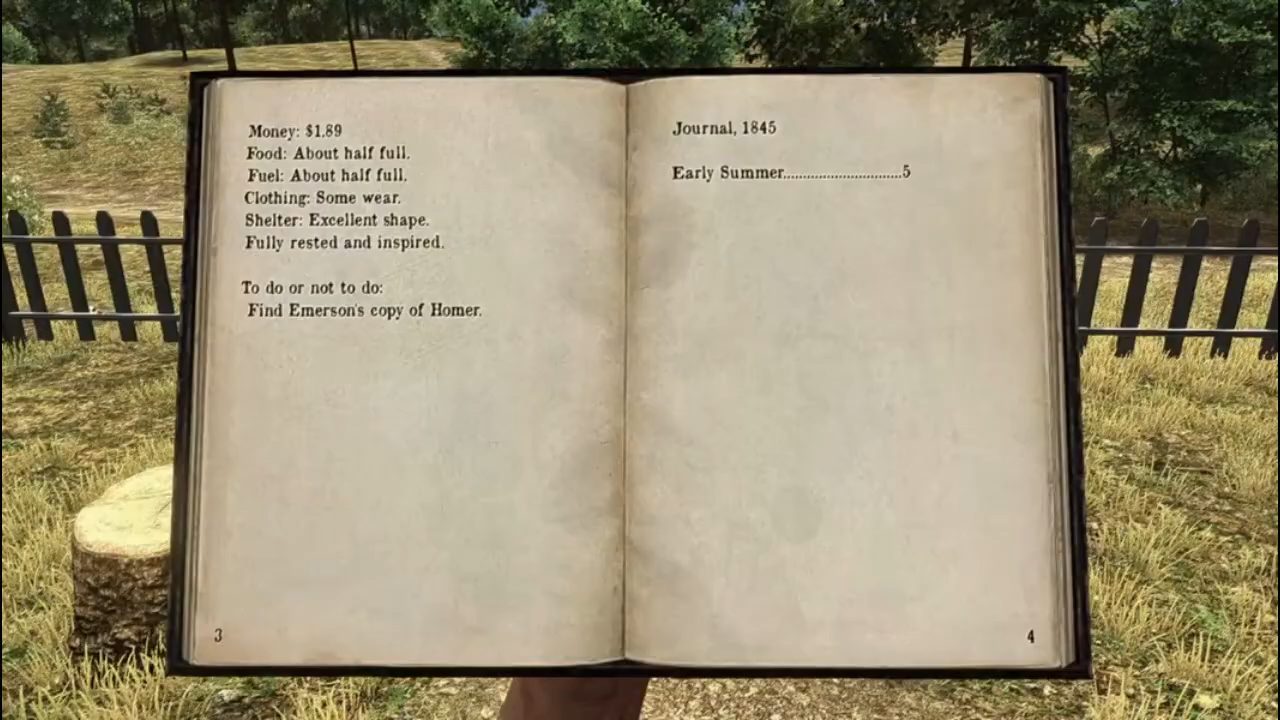 Money: $1.89
Food: About half full.
Fuel: About half full.
Clothing: Some wear.
Shelter: Excellent shape.
Fully rested and inspired.
To do or not to do:
Find Emerson's copy of Homer.
3
Journal, 1845
Early Summer..............................5
4